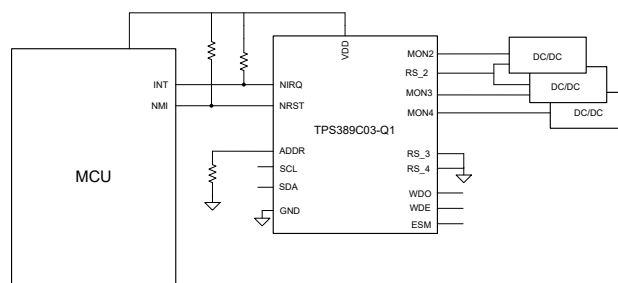 MCU
INT
NMI
VDD
NIRQ
NRST
ADDR
SCL
SDA
GND
TPS389C03-Q1
MON2
RS_2
MON3
MON4
RS_3
RS_4
WDO
WDE
ESM
DC/DC
DC/DC
DC/DC